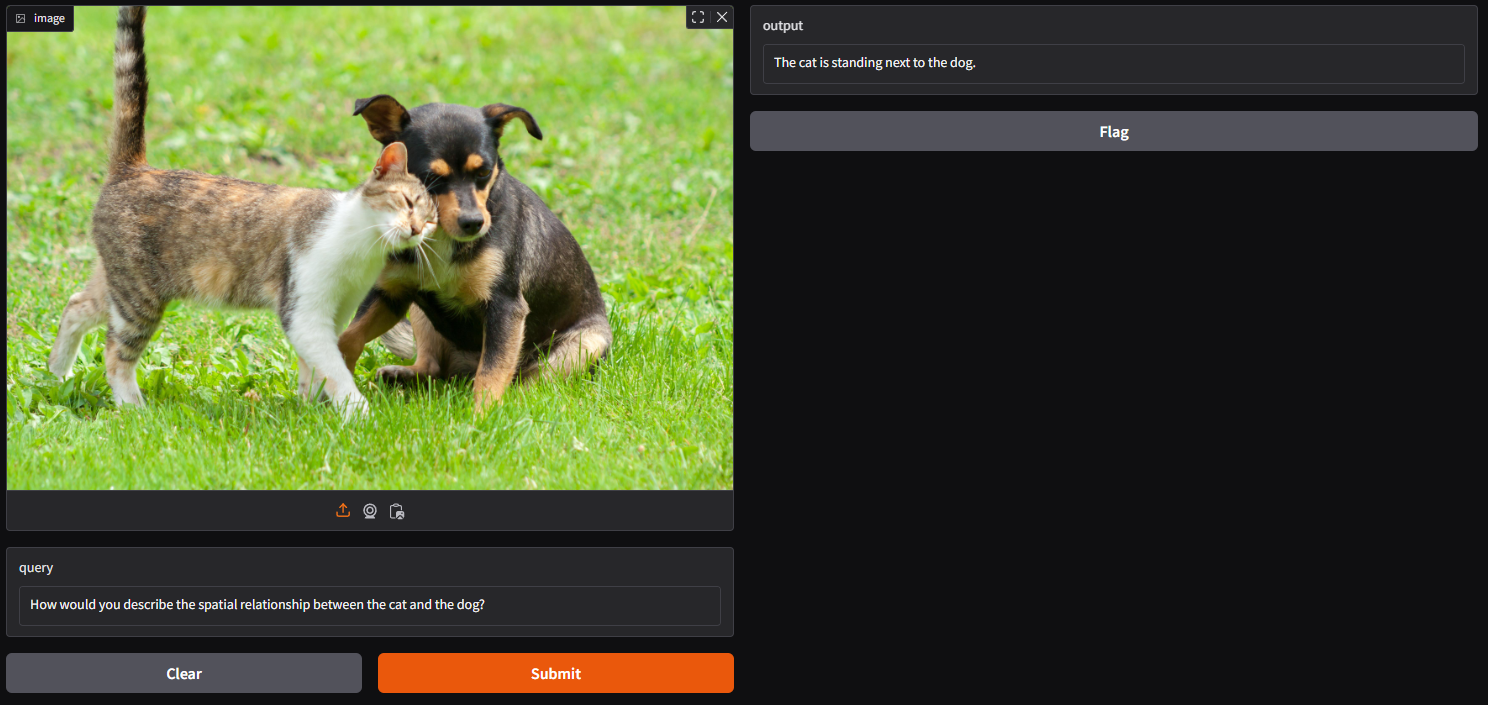 image
query
How would you describe the spatial relationship between the cat and the dog?
Clear
Submit
output
The cat is standing next to the dog.
Flag